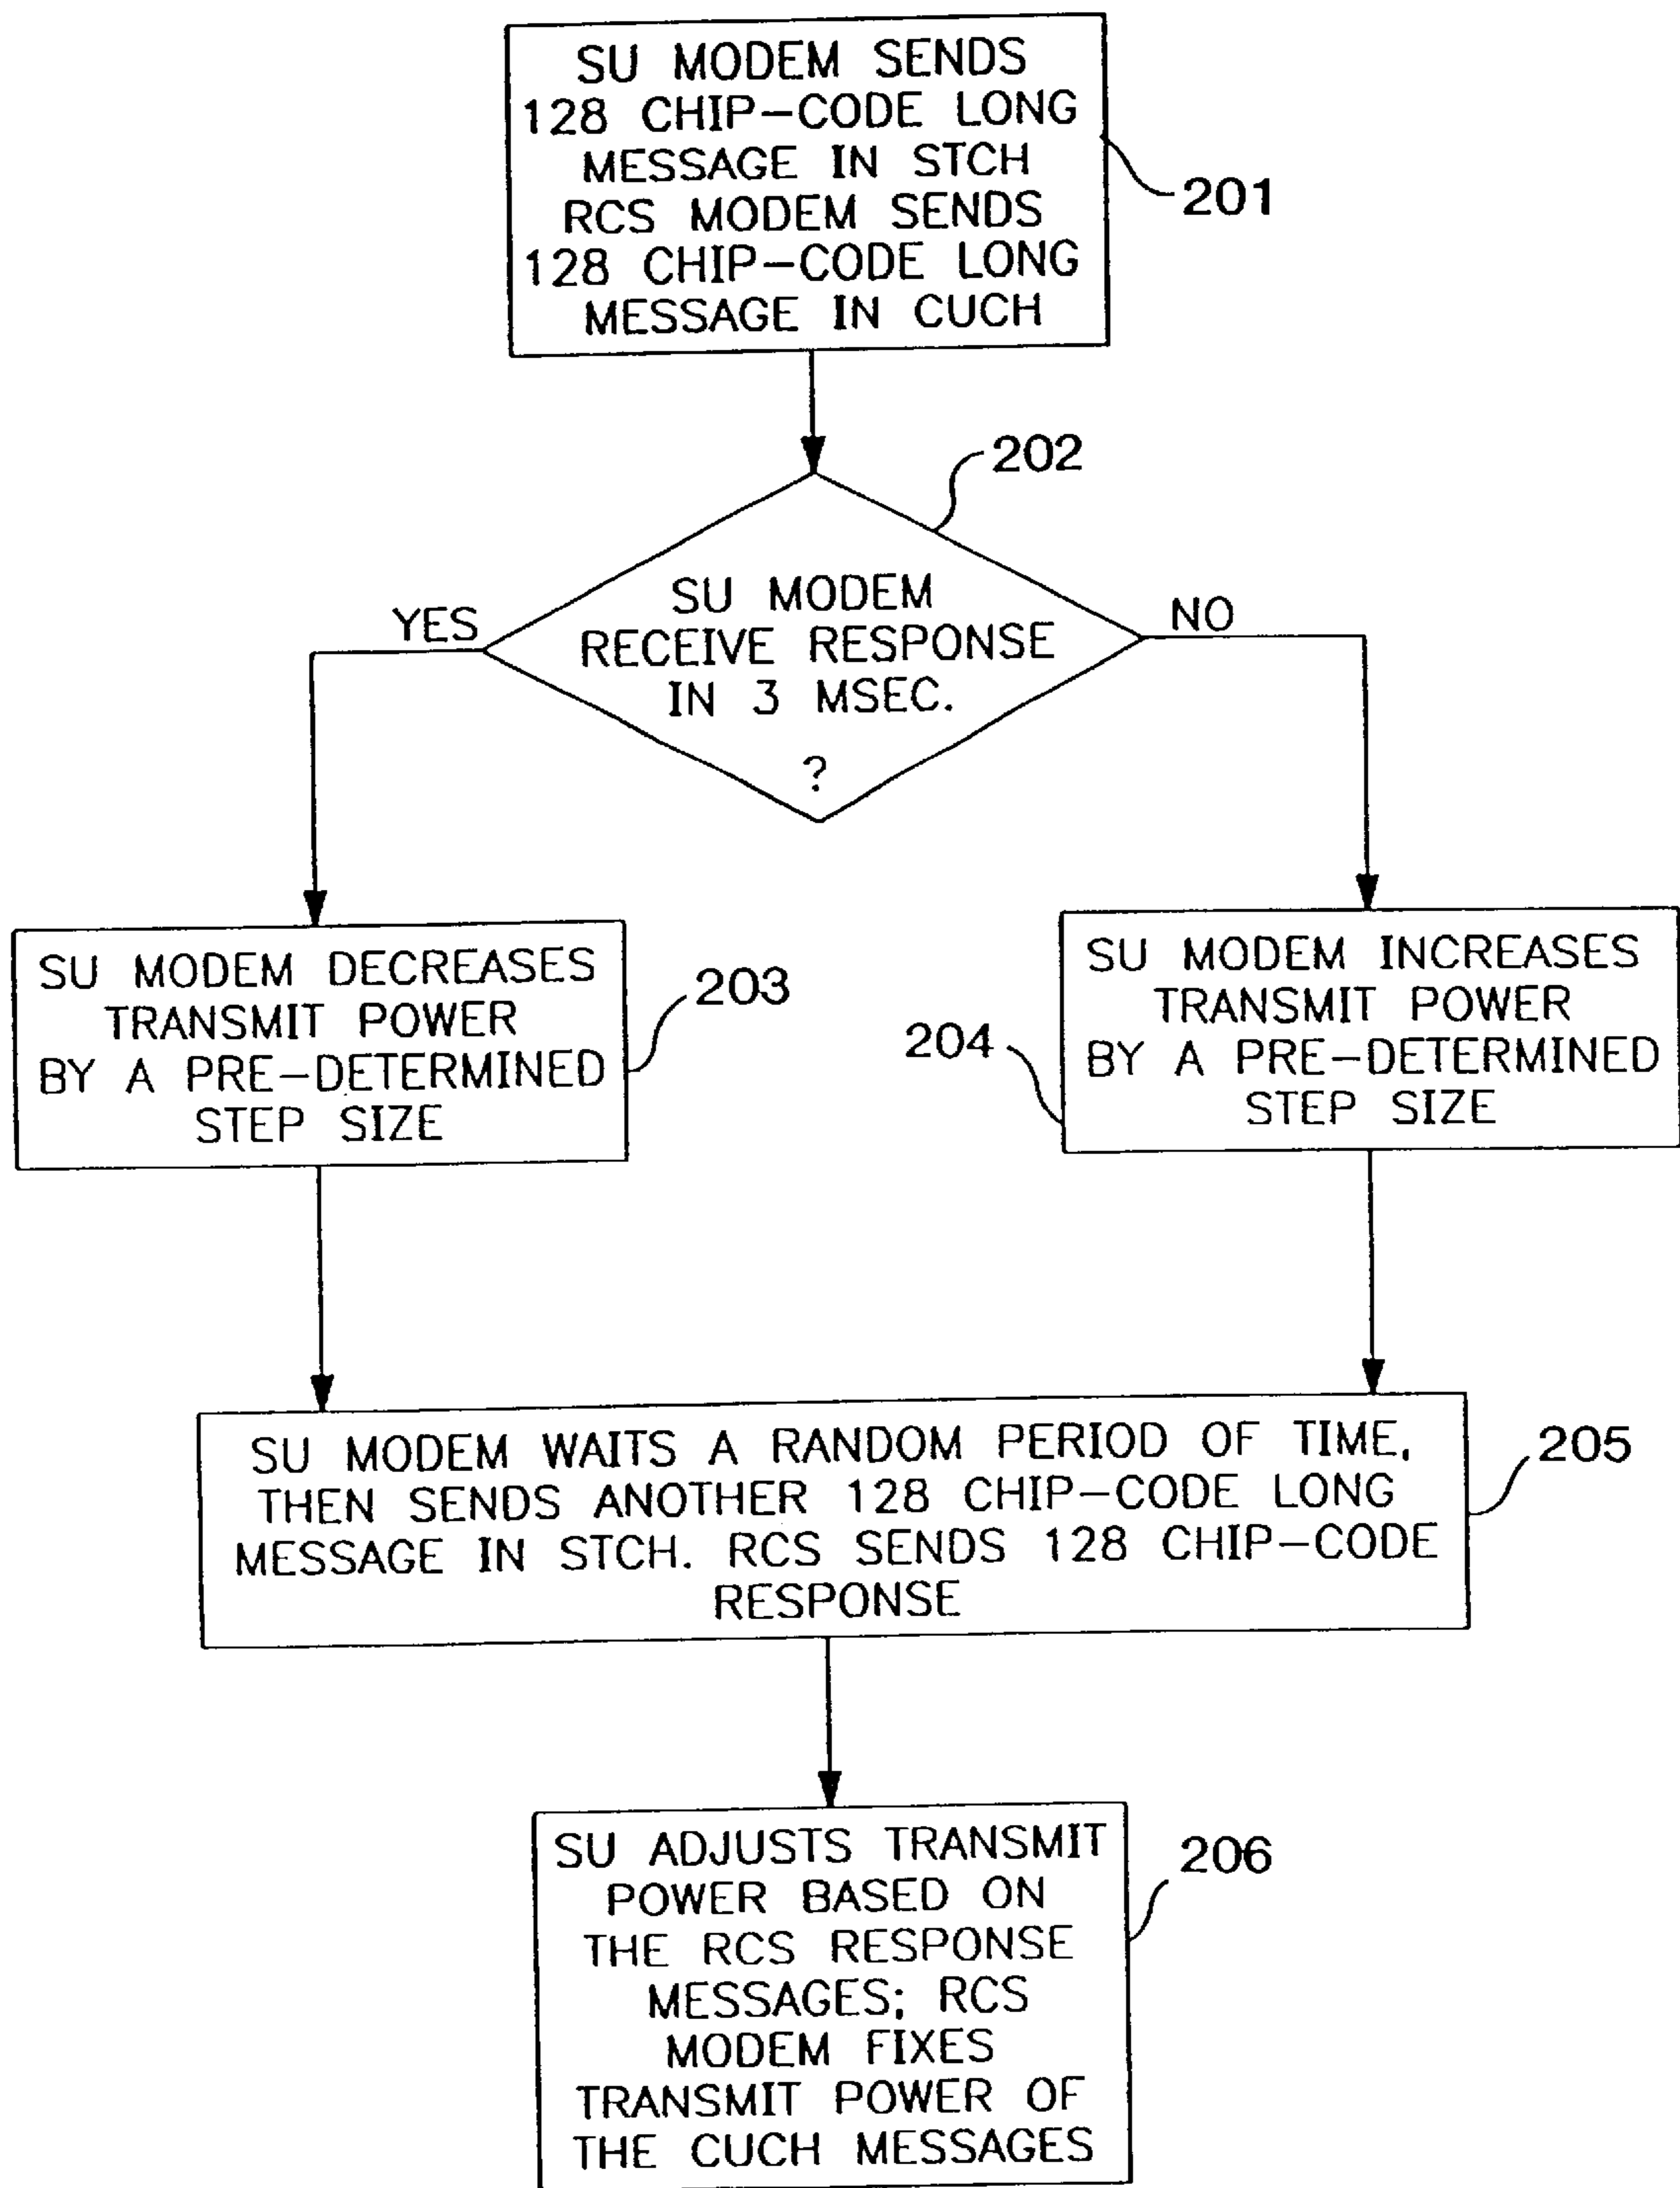 SU MODEM SENDS
128 CHIP-CODE LONG
MESSAGE IN STCH
RCS MODEM SENDS
128 CHIP-CODE LONG
MESSAGE IN CUCH
201
202
YES
SU MODEM
RECEIVE RESPONSE
IN 3 MSEC.
?
NO
SU MODEM DECREASES
TRANSMIT POWER
BY A PRE-DETERMINED
STEP SIZE
203
204
SU MODEM INCREASES
TRANSMIT POWER
BY A PRE-DETERMINED
STEP SIZE
SU MODEM WAITS A RANDOM PERIOD OF TIME,
THEN SENDS ANOTHER 128 CHIP-CODE LONG
MESSAGE IN STCH. RCS SENDS 128 CHIP-CODE
RESPONSE
205
SU ADJUSTS TRANSMIT
POWER BASED ON
THE RCS RESPONSE
MESSAGES; RCS
MODEM FIXES
TRANSMIT POWER OF
THE CUCH MESSAGES
206